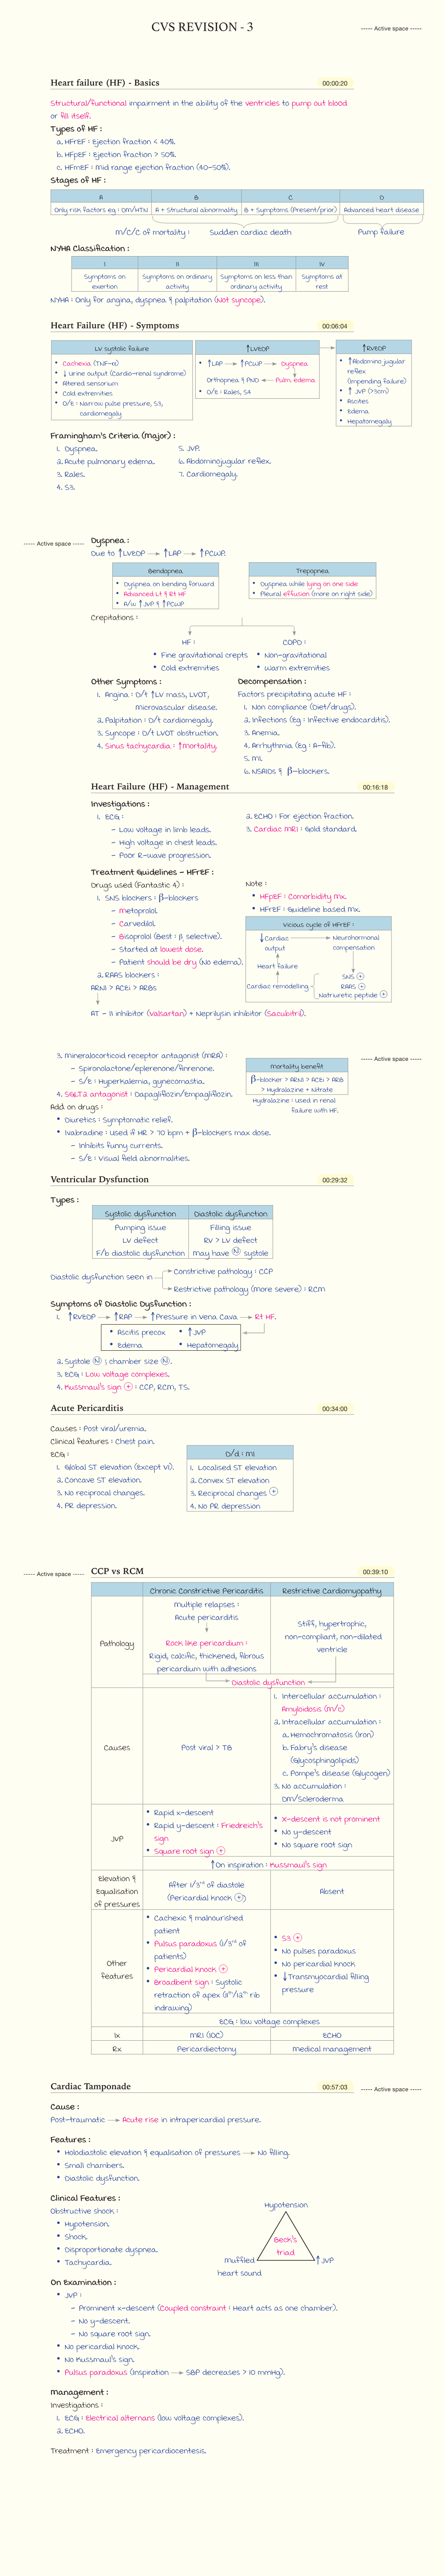 CVS REVISION - 3
----- Active space -----
Heart failure (HF) - Basics 00:00:20
Structural/functional impairment in the ability of the ventricles to pump out blood
or fill itself.
Types of HF :
a. HFrEF : Ejection fraction < 40%.
b. HFpEF : Ejection fraction > 50%.
c. HFmEF : Mid range ejection fraction (40-50%).
Stages of HF :
A B C D
Only risk factors eg : DM/HTN A + Structural abnormality B + Symptoms (Present/prior) Advanced heart disease
M/C/C of mortality : Sudden cardiac death Pump failure
NYHA Classification :
I II III IV
Symptoms on exertion Symptoms on ordinary activity Symptoms on less than ordinary activity Symptoms at rest
NYHA : Only for angina, dyspnea & palpitation (Not syncope).
Heart Failure (HF) - Symptoms 00:06:04
LV systolic failure
• Cachexia (TNF-α)
• ↓ Urine output (Cardio-renal syndrome)
• Altered sensorium
• Cold extremities
• O/E : Narrow pulse pressure, S3,
cardiomegaly
↑LVEDP
• ↑LAP → ↑PCWP → Dyspnea
Orthopnea & PND ← Pulm. edema
• O/E : Rales, S4
↑RVEDP
• ↑Abdomino jugular
reflex
(Impending failure)
• ↑ JVP (>3cm)
• Ascites
• Edema
• Hepatomegaly
Framingham's Criteria (Major) :
1. Dyspnea.
2. Acute pulmonary edema.
3. Rales.
4. S3.
5. JVP.
6. Abdominojugular reflex.
7. Cardiomegaly.
----- Active space -----
Dyspnea :
Due to ↑LVEDP → ↑LAP → ↑PCWP.
Bendopnea
• Dyspnea on bending forward
• Advanced Lt & Rt HF
• A/w ↑JVP & ↑PCWP
Trepopnea
• Dyspnea while lying on one side
• Pleural effusion (more on right side)
Crepitations :
HF :
• Fine gravitational crepts
• Cold extremities
COPD :
• Non-gravitational
• Warm extremities
Other Symptoms :
1. Angina : D/t ↑LV mass, LVOT,
microvascular disease.
2. Palpitation : D/t cardiomegaly.
3. Syncope : D/t LVOT obstruction.
4. Sinus tachycardia : ↑mortality.
Decompensation :
Factors precipitating acute HF :
1. Non compliance (Diet/drugs).
2. Infections (Eg : Infective endocarditis).
3. Anemia.
4. Arrhythmia (Eg : A-fib).
5. MI.
6. NSAIDs & β-blockers.
Heart Failure (HF) - Management 00:16:18
Investigations :
1. ECG :
- Low voltage in limb leads.
- High voltage in chest leads.
- Poor R-wave progression.
2. ECHO : For ejection fraction.
3. Cardiac MRI : Gold standard.
Treatment Guidelines - HFrEF :
Drugs used (Fantastic 4) :
1. SNS blockers : β-blockers
- Metoprolol.
- Carvedilol.
- Bisoprolol (Best : β₁ selective).
- Started at lowest dose.
- Patient should be dry (No edema).
2. RAAS blockers :
ARNI > ACEi > ARBs
AT - II inhibitor (Valsartan) + Neprilysin inhibitor (Sacubitril).
Note :
• HFpEF : Comorbidity Mx.
• HFrEF : Guideline based Mx.
Vicious cycle of HFrEF :
↓Cardiac output → Neurohormonal compensation
Heart failure
Cardiac remodelling
SNS ⊕
RAAS ⊕
Natriuretic peptide ⊕
----- Active space -----
3. Mineralocorticoid receptor antagonist (MRA) :
- Spironolactone/eplerenone/finrenone.
- S/E : Hyperkalemia, gynecomastia.
4. SGLT2 antagonist : Dapagliflozin/Empagliflozin.
Add on drugs :
• Diuretics : Symptomatic relief.
• Ivabradine : Used if HR > 70 bpm + β-blockers max dose.
- Inhibits funny currents.
- S/E : Visual field abnormalities.
Mortality benefit
β-blocker > ARNI > ACEi > ARB
> Hydralazine + Nitrate
Hydralazine : Used in renal
failure with HF.
Ventricular Dysfunction 00:29:32
Types :
Systolic dysfunction Diastolic dysfunction
Pumping issue Filling issue
LV defect RV > LV defect
F/b diastolic dysfunction May have Ⓝ systole
Diastolic dysfunction seen in
Constrictive pathology : CCP
Restrictive pathology (More severe) : RCM
Symptoms of Diastolic Dysfunction :
1. ↑RVEDP → ↑RAP → ↑Pressure in Vena Cava → Rt HF.
• Ascitis precox • ↑JVP
• Edema • Hepatomegaly
2. Systole Ⓝ ; chamber size Ⓝ.
3. ECG : Low voltage complexes.
4. Kussmaul's sign ⊕ : CCP, RCM, TS.
Acute Pericarditis 00:34:00
Causes : Post viral/uremia.
Clinical features : Chest pain.
ECG :
1. Global ST elevation (Except V1).
2. Concave ST elevation.
3. No reciprocal changes.
4. PR depression.
D/d : MI
1. Localised ST elevation
2. Convex ST elevation
3. Reciprocal changes ⊕
4. No PR depression
----- Active space -----
CCP vs RCM 00:39:10
Chronic Constrictive Pericarditis Restrictive Cardiomyopathy
Pathology
Multiple relapses :
Acute pericarditis
Rock like pericardium :
Rigid, calcific, thickened, fibrous
pericardium with adhesions
Stiff, hypertrophic,
non-compliant, non-dilated
ventricle
Diastolic dysfunction
Causes
Post viral > TB
1. Intercellular accumulation :
Amyloidosis (M/C)
2. Intracellular accumulation :
a. Hemochromatosis (Iron)
b. Fabry's disease
(Glycosphingolipids)
c. Pompe's disease (Glycogen)
3. No accumulation :
DM/Scleroderma
JVP
• Rapid x-descent
• Rapid y-descent : Friedreich's
sign
• Square root sign ⊕
• X-descent is not prominent
• No y-descent
• No square root sign
↑On inspiration : Kussmaul's sign
Elevation &
Equalisation
of pressures
After 1/3rd of diastole
(Pericardial knock ⊕)
Absent
Other
features
• Cachexic & malnourished
patient
• Pulsus paradoxus (1/3rd of
patients)
• Pericardial knock ⊕
• Broadbent sign : Systolic
retraction of apex (11th/12th rib
indrawing)
• S3 ⊕
• No pulses paradoxus
• No pericardial knock
• ↓Transmyocardial filling
pressure
ECG : low voltage complexes
Ix MRI (IOC) ECHO
Rx Pericardiectomy Medical management
Cardiac Tamponade 00:57:03
----- Active space -----
Cause :
Post-traumatic → Acute rise in intrapericardial pressure.
Features :
• Holodiastolic elevation & equalisation of pressures → No filling.
• Small chambers.
• Diastolic dysfunction.
Clinical Features :
Obstructive shock :
• Hypotension.
• Shock.
• Disproportionate dyspnea.
• Tachycardia.
Hypotension
Beck's
triad
Muffled
heart sound
↑JVP
On Examination :
• JVP :
- Prominent x-descent (Coupled constraint : Heart acts as one chamber).
- No y-descent.
- No square root sign.
• No pericardial knock.
• No Kussmaul's sign.
• Pulsus paradoxus (Inspiration → SBP decreases > 10 mmHg).
Management :
Investigations :
1. ECG : Electrical alternans (low voltage complexes).
2. ECHO.
Treatment : Emergency pericardiocentesis.